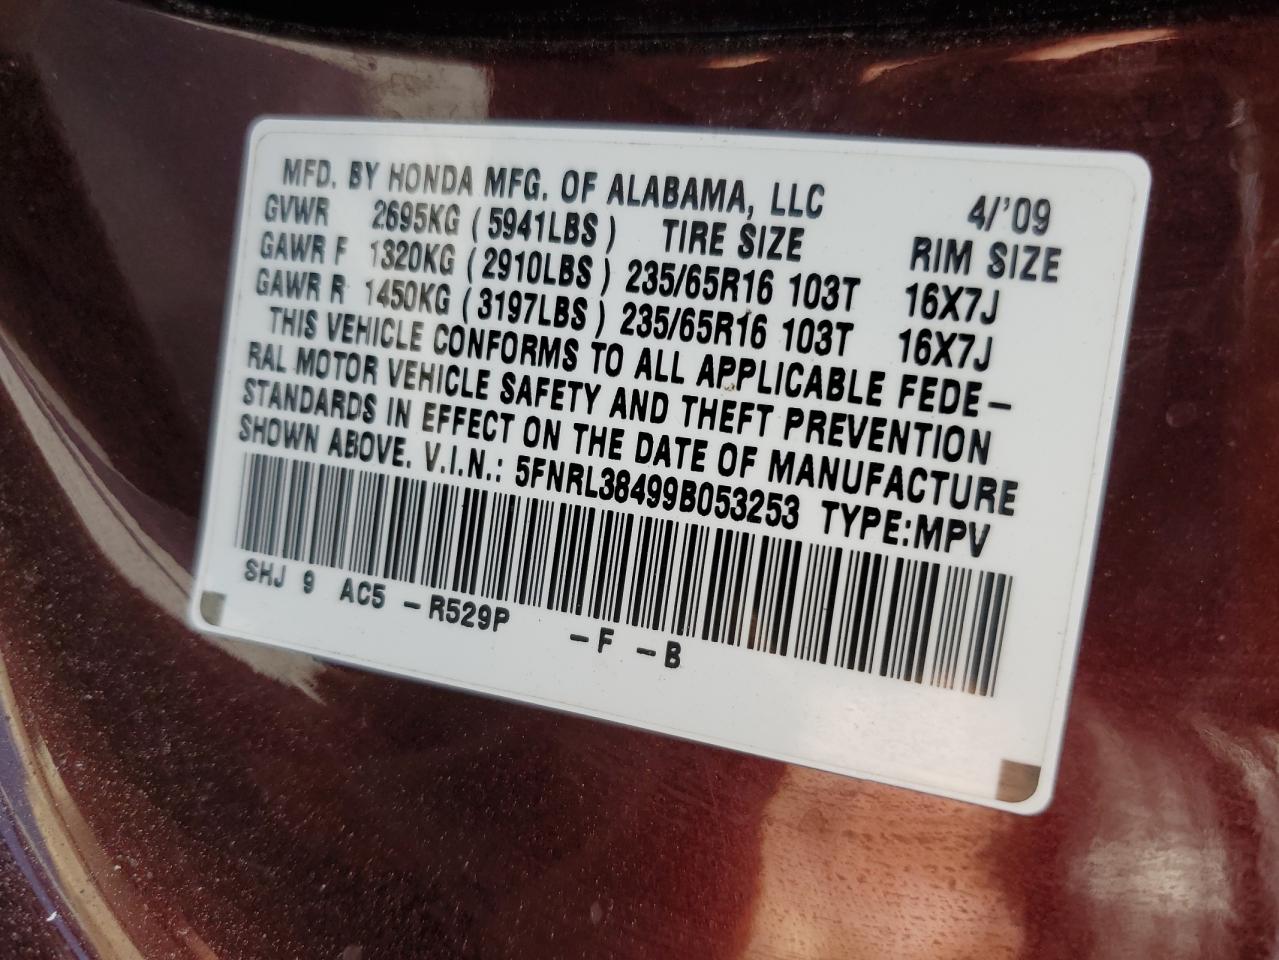 MFD. BY HONDA MFG. OF ALABAMA, LLC 4/'09
GVWR 2695KG (5941LBS) TIRE SIZE RIM SIZE
GAWR F 1320KG (2910LBS) 235/65R16 103T 16X7J
GAWR R 1450KG (3197LBS) 235/65R16 103T 16X7J
THIS VEHICLE CONFORMS TO ALL APPLICABLE FEDE-
RAL MOTOR VEHICLE SAFETY AND THEFT PREVENTION
STANDARDS IN EFFECT ON THE DATE OF MANUFACTURE
SHOWN ABOVE. V.I.N.: 5FNRL38499B053253 TYPE:MPV
SHJ 9 AC5 -R529P -F -B